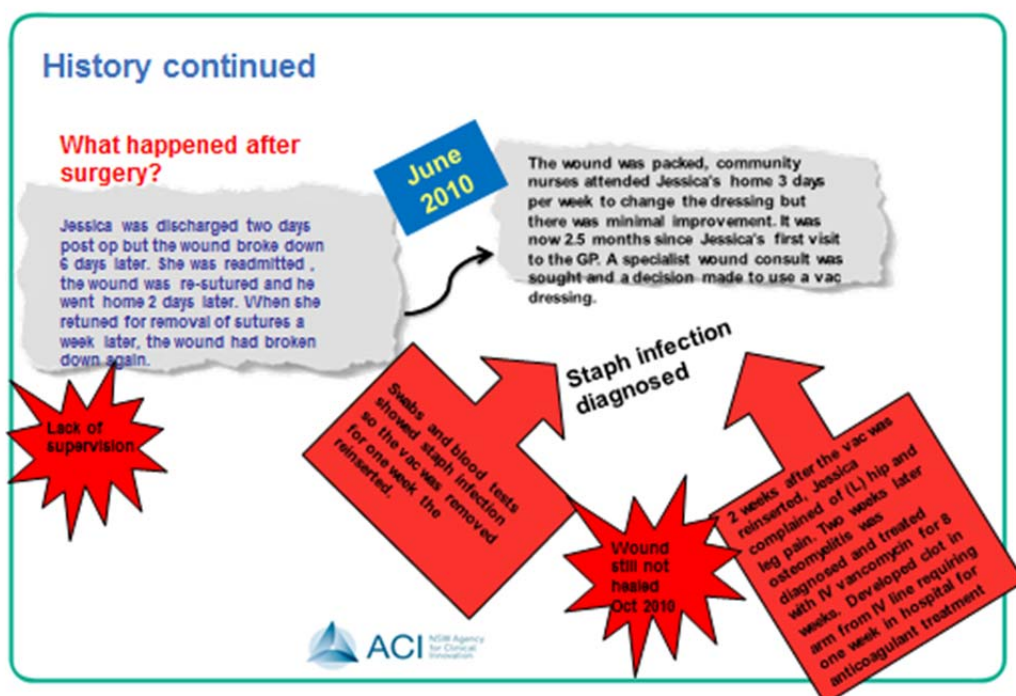 History continued
What happened after
surgery?
Jessica was discharged two days
post op but the wound broke down
6 days later. She was readmitted ,
the wound was re-sutured and he
went home 2 days later. When she
retuned for removal of sutures a
week later, the wound had broken
down again.
June
2010
The wound was packed, community
nurses attended Jessica's home 3 days
per week to change the dressing but
there was minimal improvement. It was
now 2.5 months since Jessica's first visit
to the GP. A specialist wound consult was
sought and a decision made to use a vac
dressing.
Lack of
supervision
Swabs and blood tests
showed staph infection
so the vac was removed
for one week the
reinserted.
Staph infection
diagnosed
Wound
still not
healed
Oct 2010
2 weeks after the vac was
reinserted, Jessica
complained of (L) hip and
leg pain. Two weeks later
osteomyelitis was
diagnosed and treated
with IV vancomycin for 8
weeks. Developed clot in
arm from IV line requiring
one week in hospital for
anticoagulant treatment
ACI
NSW Agency
for Clinical
Innovation